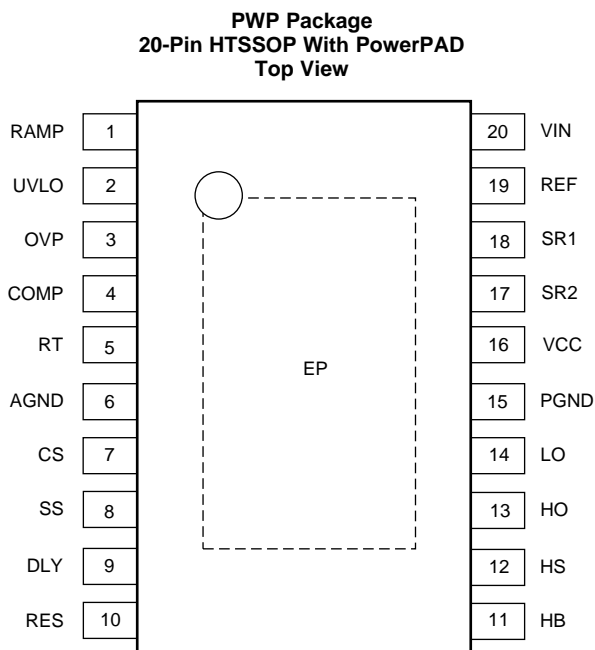 PWP Package
20-Pin HTSSOP With PowerPAD
Top View
RAMP 1 20 VIN
UVLO 2 19 REF
OVP 3 18 SR1
COMP 4 17 SR2
RT 5 16 VCC
EP
AGND 6 15 PGND
CS 7 14 LO
SS 8 13 HO
DLY 9 12 HS
RES 10 11 HB